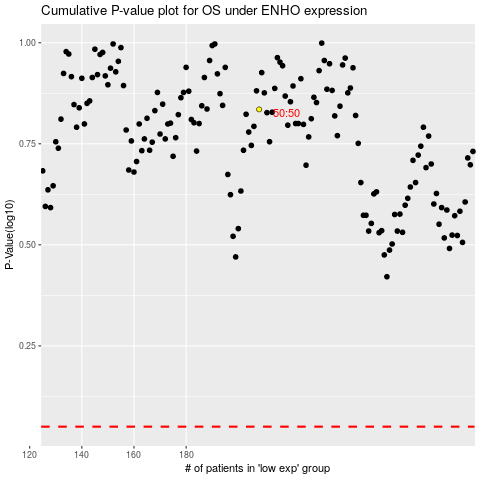 Cumulative P-value plot for OS under ENHO expression
1.00
0.75
0.50
0.25
P-Value(log10)
50:50
120 140 160 180
# of patients in 'low exp' group